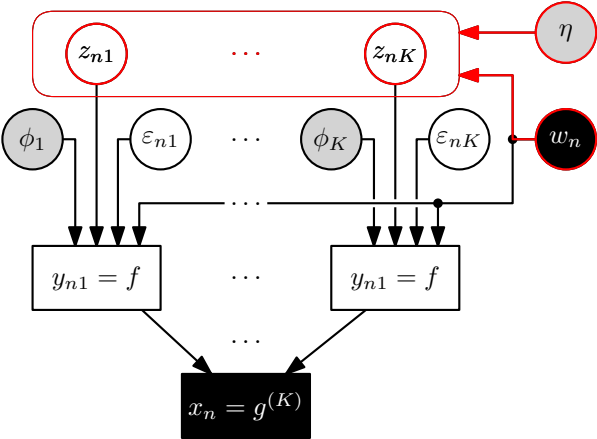 z_{n1} ⋯ z_{nK} η
ϕ_1 ε_{n1} ⋯ ϕ_K ε_{nK} w_n
⋯
y_{n1} = f ⋯ y_{n1} = f
⋯
x_n = g^{(K)}